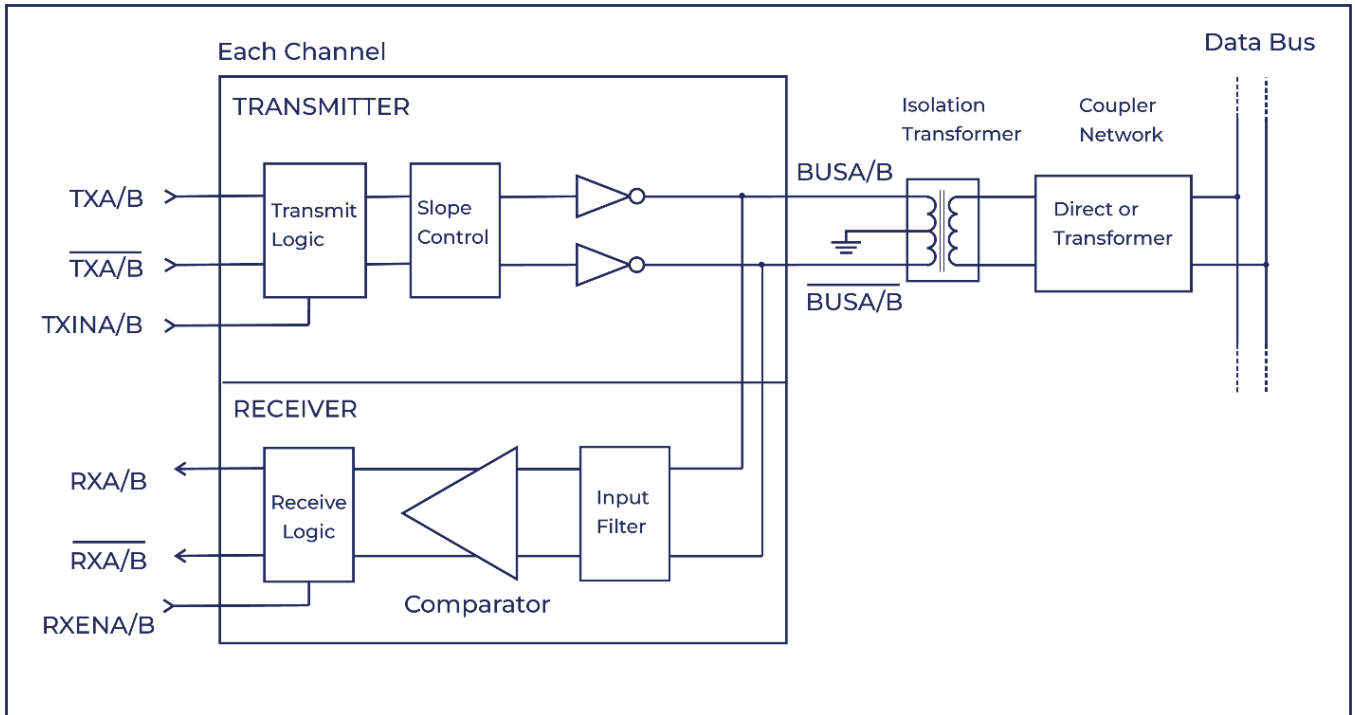 Data Bus
Each Channel
TRANSMITTER
Isolation
Transformer
Coupler
Network
BUSA/B
TXA/B
Transmit
Logic
Slope
Control
Direct or
Transformer
TXA/B
BUSA/B
TXINA/B
RECEIVER
RXA/B
Receive
Logic
Input
Filter
RXA/B
Comparator
RXENA/B